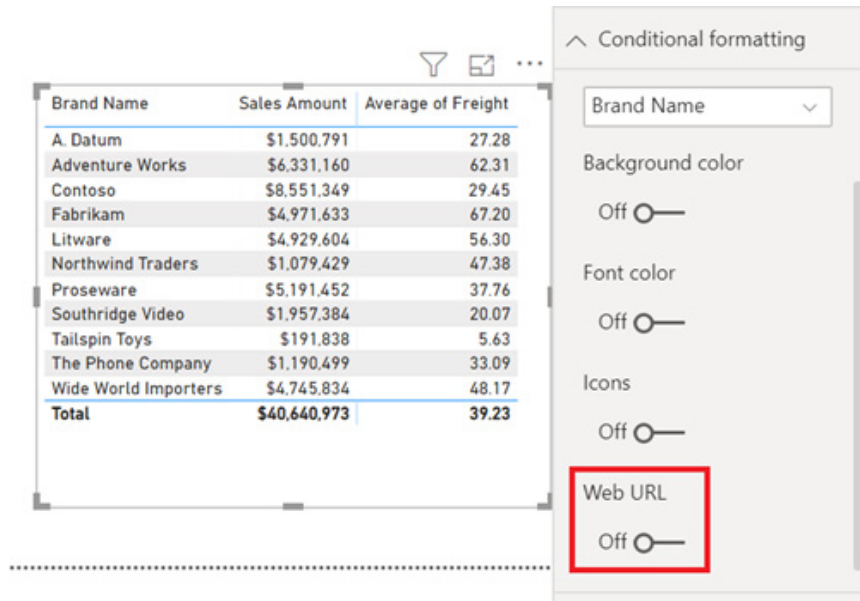 Conditional formatting
Brand Name
Background color
Off
Font color
Off
Icons
Off
Web URL
Off
Brand Name Sales Amount Average of Freight
A. Datum $1,500,791 27.28
Adventure Works $6,331,160 62.31
Contoso $8,551,349 29.45
Fabrikam $4,971,633 67.20
Litware $4,929,604 56.30
Northwind Traders $1,079,429 47.38
Proseware $5,191,452 37.76
Southridge Video $1,957,384 20.07
Tailspin Toys $191,838 5.63
The Phone Company $1,190,499 33.09
Wide World Importers $4,745,834 48.17
Total $40,640,973 39.23